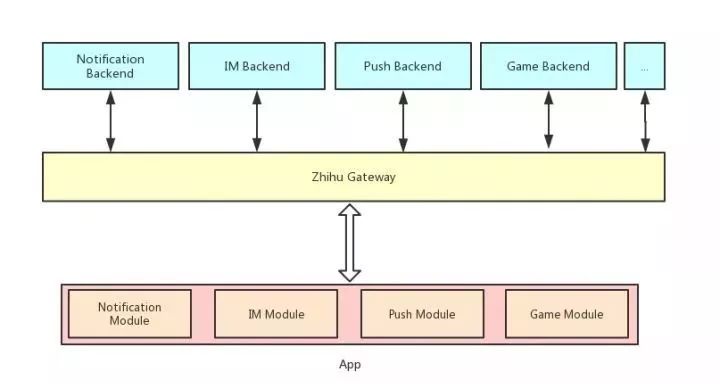 Notification
Backend
IM Backend
Push Backend
Game Backend
...
Zhihu Gateway
Notification
Module
IM Module
Push Module
Game Module
App